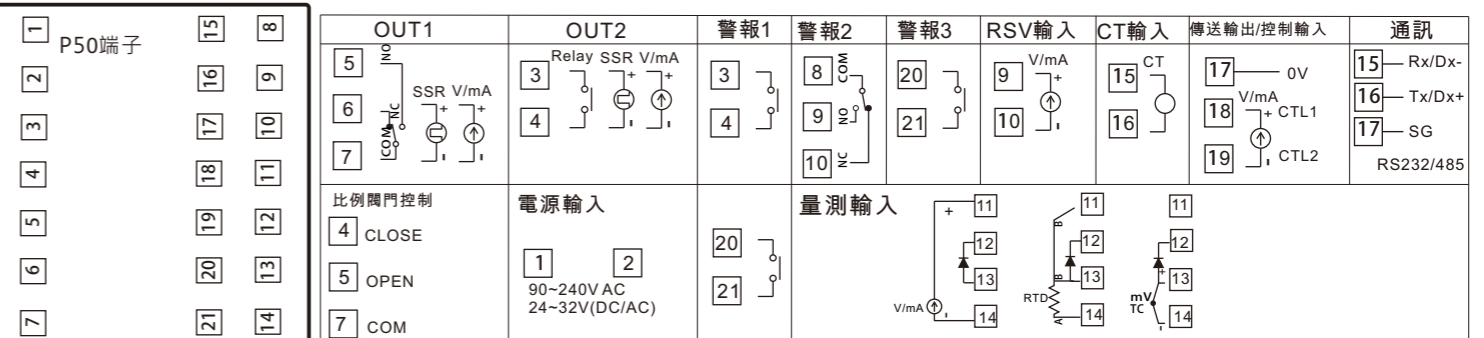 P50端子
1 15 8
2 16 9
3 17 10
4 18 11
5 19 12
6 20 13
7 21 14
OUT1
5 NO
6 NC
7 COM
SSR V/mA
+ +
- -
OUT2
Relay SSR V/mA
3 + +
4 - -
警報1
3
4
警報2
8 COM
9 NO
10 NC
警報3
20
21
RSV輸入
V/mA
9 +
10 -
CT輸入
15 CT
16
傳送輸出/控制輸入
17 0V
V/mA
18 + CTL1
19 - CTL2
通訊
15 Rx/Dx-
16 Tx/Dx+
17 SG
RS232/485
比例閥門控制
4 CLOSE
5 OPEN
7 COM
電源輸入
1 2
90~240V AC
24~32V(DC/AC)
20
21
量測輸入
+ 11
12
13
V/mA - 14
11
B 12
B 13
RTD
A 14
11
12
+ 13
mV
TC
- 14